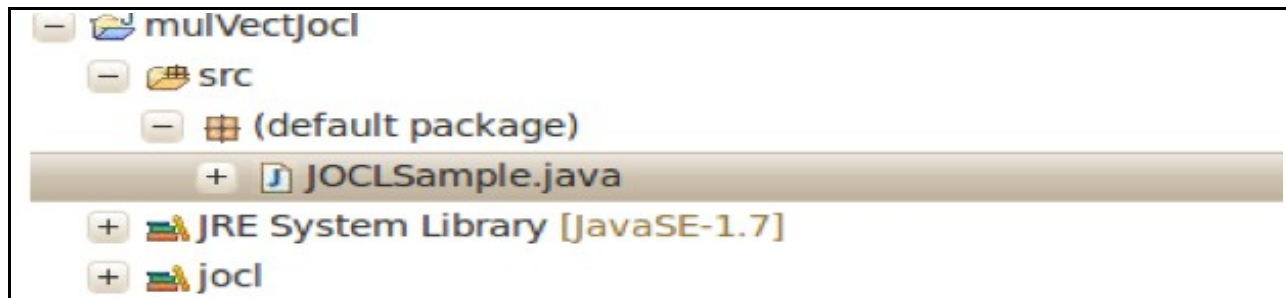 mulVectJocl
src
(default package)
JOCLSample.java
JRE System Library [JavaSE-1.7]
jocl